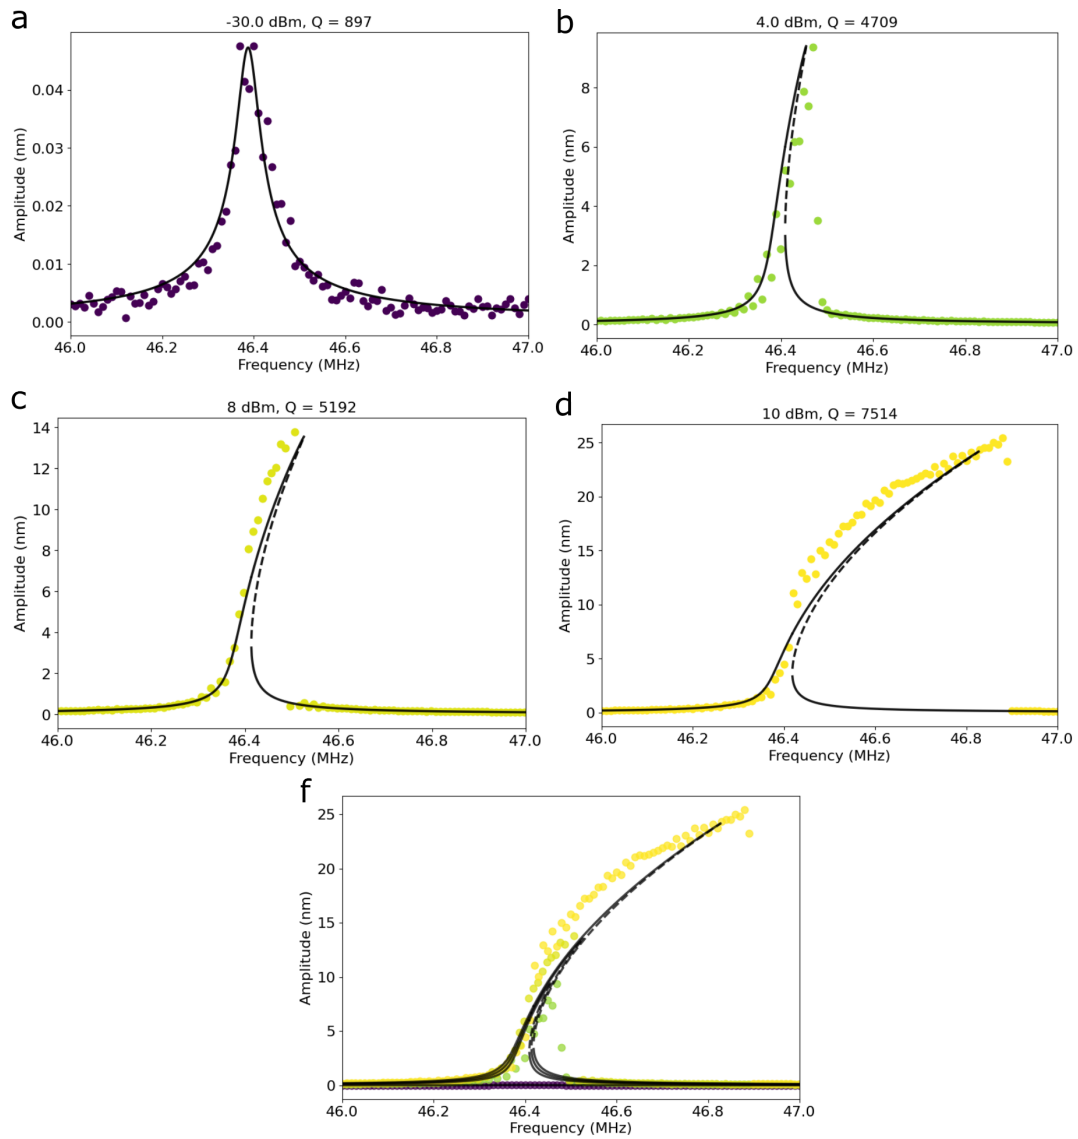 a
-30.0 dBm, Q = 897
Amplitude (nm)
0.04
0.03
0.02
0.01
0.00
46.0 46.2 46.4 46.6 46.8 47.0
Frequency (MHz)
b
4.0 dBm, Q = 4709
Amplitude (nm)
8
6
4
2
0
46.0 46.2 46.4 46.6 46.8 47.0
Frequency (MHz)
c
8 dBm, Q = 5192
Amplitude (nm)
14
12
10
8
6
4
2
0
46.0 46.2 46.4 46.6 46.8 47.0
Frequency (MHz)
d
10 dBm, Q = 7514
Amplitude (nm)
25
20
15
10
5
0
46.0 46.2 46.4 46.6 46.8 47.0
Frequency (MHz)
f
Amplitude (nm)
25
20
15
10
5
0
46.0 46.2 46.4 46.6 46.8 47.0
Frequency (MHz)